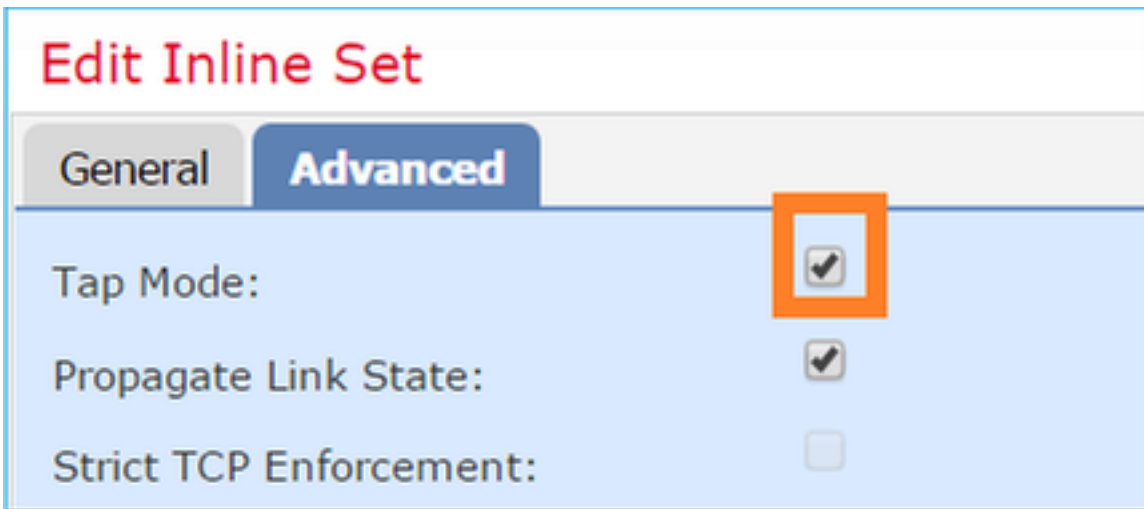 Edit Inline Set
General Advanced
Tap Mode:
Propagate Link State:
Strict TCP Enforcement: